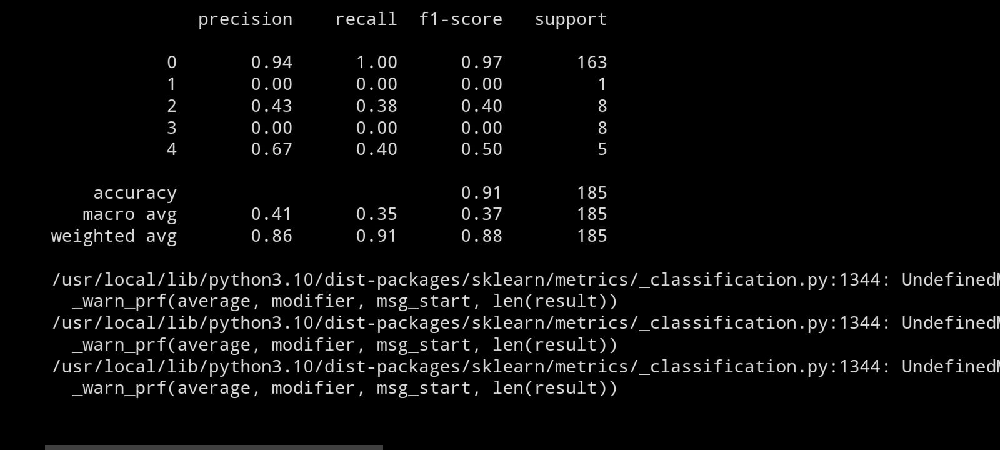 precision recall f1-score support
0 0.94 1.00 0.97 163
1 0.00 0.00 0.00 1
2 0.43 0.38 0.40 8
3 0.00 0.00 0.00 8
4 0.67 0.40 0.50 5
accuracy 0.91 185
macro avg 0.41 0.35 0.37 185
weighted avg 0.86 0.91 0.88 185
/usr/local/lib/python3.10/dist-packages/sklearn/metrics/_classification.py:1344: UndefinedM
_warn_prf(average, modifier, msg_start, len(result))
/usr/local/lib/python3.10/dist-packages/sklearn/metrics/_classification.py:1344: UndefinedM
_warn_prf(average, modifier, msg_start, len(result))
/usr/local/lib/python3.10/dist-packages/sklearn/metrics/_classification.py:1344: UndefinedM
_warn_prf(average, modifier, msg_start, len(result))